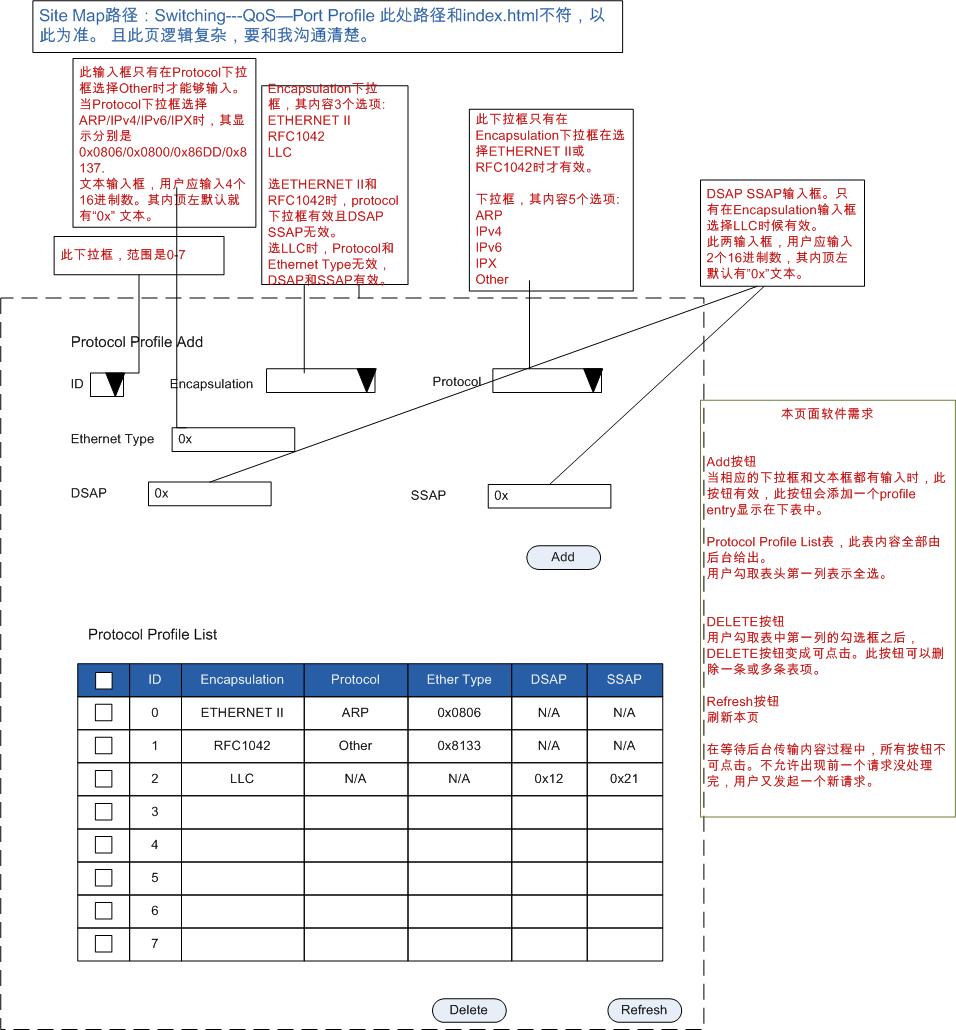 Site Map路径：Switching---QoS—Port Profile 此处路径和index.html不符，以
此为准。 且此页逻辑复杂，要和我沟通清楚。
此输入框只有在Protocol下拉
框选择Other时才能够输入。
当Protocol下拉框选择
ARP/IPv4/IPv6/IPX时，其显
示分别是
0x0806/0x0800/0x86DD/0x8
137.
文本输入框，用户应输入4个
16进制数。其内顶左默认就
有“0x” 文本。
此下拉框，范围是0-7
Encapsulation下拉
框，其内容3个选项:
ETHERNET II
RFC1042
LLC
选ETHERNET II和
RFC1042时，protocol
下拉框有效且DSAP
SSAP无效。
选LLC时，Protocol和
Ethernet Type无效，
DSAP和SSAP有效。
此下拉框只有在
Encapsulation下拉框在选
择ETHERNET II或
RFC1042时才有效。
下拉框，其内容5个选项:
ARP
IPv4
IPv6
IPX
Other
DSAP SSAP输入框。只
有在Encapsulation输入框
选择LLC时候有效。
此两输入框，用户应输入
2个16进制数，其内顶左
默认有”0x”文本。
Protocol Profile Add
ID
Encapsulation
Protocol
Ethernet Type 0x
DSAP 0x
SSAP 0x
Add
本页面软件需求
Add按钮
当相应的下拉框和文本框都有输入时，此
按钮有效，此按钮会添加一个profile
entry显示在下表中。
Protocol Profile List表，此表内容全部由
后台给出。
用户勾取表头第一列表示全选。
DELETE按钮
用户勾取表中第一列的勾选框之后，
DELETE按钮变成可点击。此按钮可以删
除一条或多条表项。
Refresh按钮
刷新本页
在等待后台传输内容过程中，所有按钮不
可点击。不允许出现前一个请求没处理
完，用户又发起一个新请求。
Protocol Profile List
ID Encapsulation Protocol Ether Type DSAP SSAP
0 ETHERNET II ARP 0x0806 N/A N/A
1 RFC1042 Other 0x8133 N/A N/A
2 LLC N/A N/A 0x12 0x21
3
4
5
6
7
Delete
Refresh